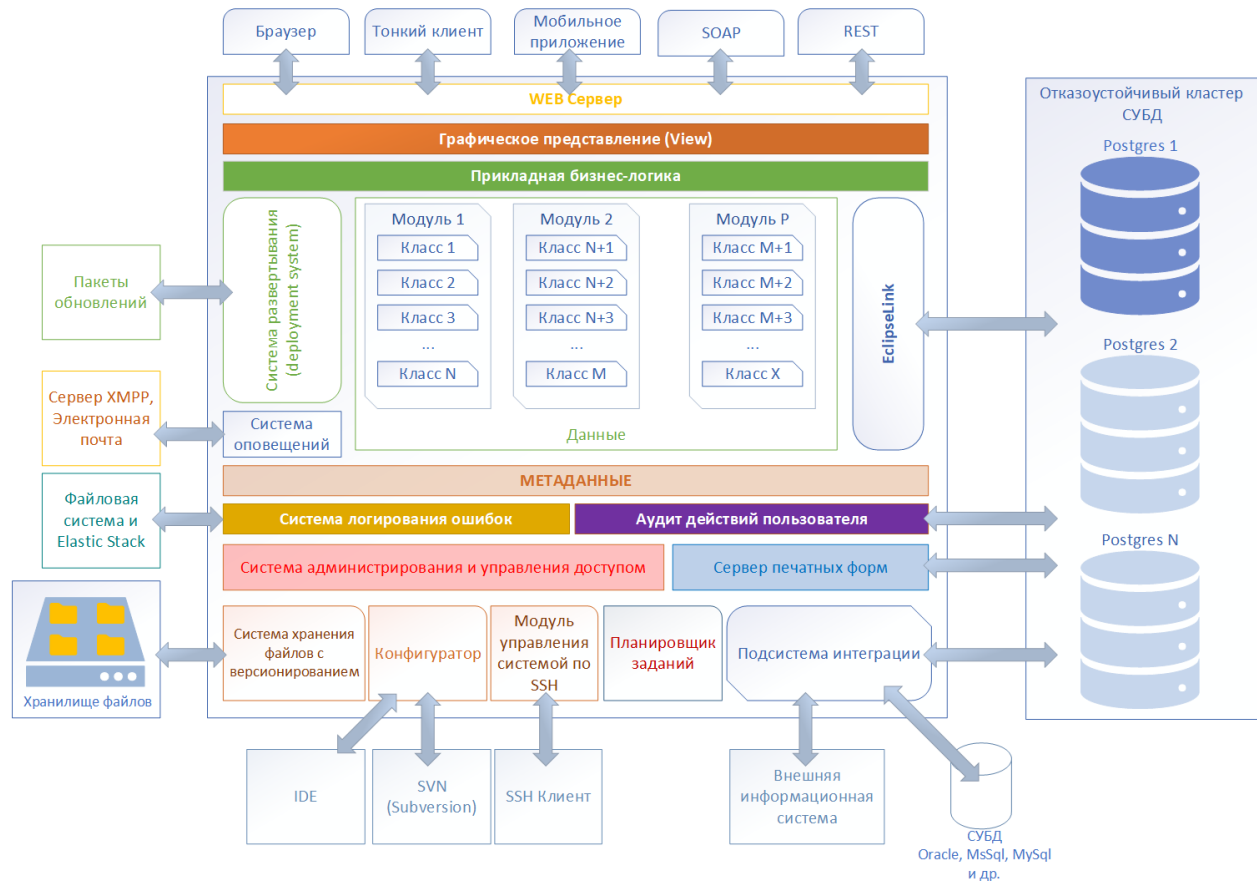 Браузер
Тонкий клиент
Мобильное
приложение
SOAP
REST
WEB Сервер
Графическое представление (View)
Прикладная бизнес-логика
Система развертывания
(deployment system)
Модуль 1
Класс 1
Класс 2
Класс 3
...
Класс N
Модуль 2
Класс N+1
Класс N+2
Класс N+3
...
Класс M
Модуль P
Класс M+1
Класс M+2
Класс M+3
...
Класс X
Данные
EclipseLink
Система
оповещений
МЕТАДАННЫЕ
Система логирования ошибок
Аудит действий пользователя
Система администрирования и управления доступом
Сервер печатных форм
Система хранения
файлов с
версионированием
Конфигуратор
Модуль
управления
системой по
SSH
Планировщик
заданий
Подсистема интеграции
Пакеты
обновлений
Сервер XMPP,
Электронная
почта
Файловая
система и
Elastic Stack
Хранилище файлов
IDE
SVN
(Subversion)
SSH Клиент
Внешняя
информационная
система
СУБД
Oracle, MsSql, MySql
и др.
Отказоустойчивый кластер
СУБД
Postgres 1
Postgres 2
Postgres N